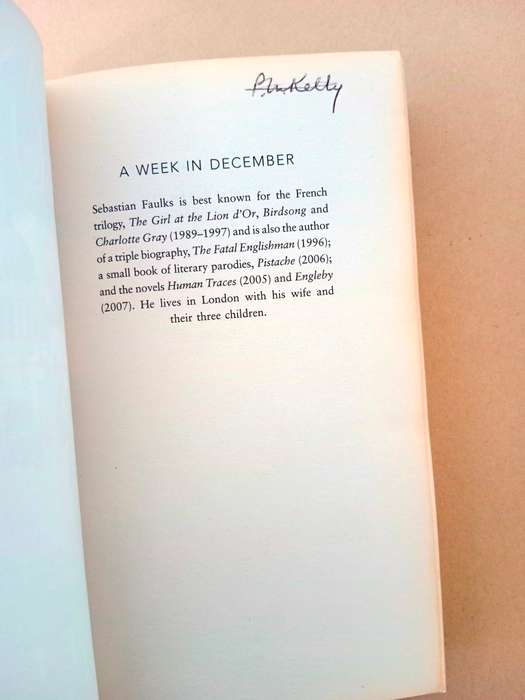 P.M.Kelly
A WEEK IN DECEMBER
Sebastian Faulks is best known for the French
trilogy, The Girl at the Lion d'Or, Birdsong and
Charlotte Gray (1989–1997) and is also the author
of a triple biography, The Fatal Englishman (1996);
a small book of literary parodies, Pistache (2006);
and the novels Human Traces (2005) and Engleby
(2007). He lives in London with his wife and
their three children.